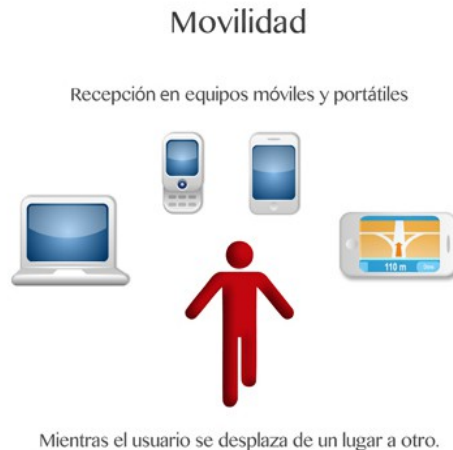 Movilidad
Recepción en equipos móviles y portátiles
110 m
Mientras el usuario se desplaza de un lugar a otro.